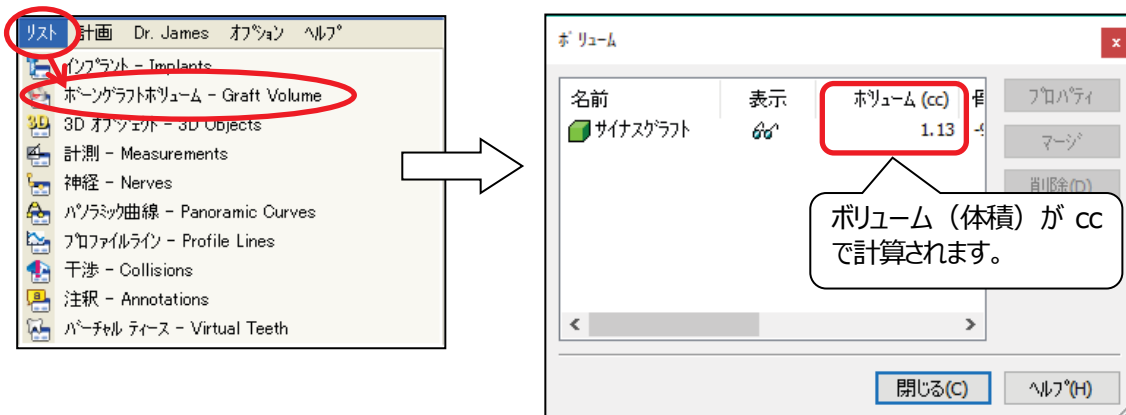 リスト 計画 Dr. James ｵﾌﾟｼｮﾝ ﾍﾙﾌﾟ
ｲﾝﾌﾟﾗﾝﾄ - Implants
ﾎﾞｰﾝｸﾞﾗﾌﾄﾎﾞﾘｭｰﾑ - Graft Volume
3D ｵﾌﾞｼﾞｪｸﾄ - 3D Objects
計測 - Measurements
神経 - Nerves
ﾊﾟﾉﾗﾐｯｸ曲線 - Panoramic Curves
ﾌﾟﾛﾌｧｲﾙﾗｲﾝ - Profile Lines
干渉 - Collisions
注釈 - Annotations
ﾊﾞｰﾁｬﾙ ﾃｨｰｽ - Virtual Teeth
ﾎﾞﾘｭｰﾑ
名前 表示 ﾎﾞﾘｭｰﾑ (cc)
ｻｲﾅｽｸﾞﾗﾌﾄ 1.13
ﾌﾟﾛﾊﾟﾃｨ
ﾏｰｼﾞ
削除(D)
ボリューム（体積）が cc
で計算されます。
閉じる(C) ﾍﾙﾌﾟ(H)